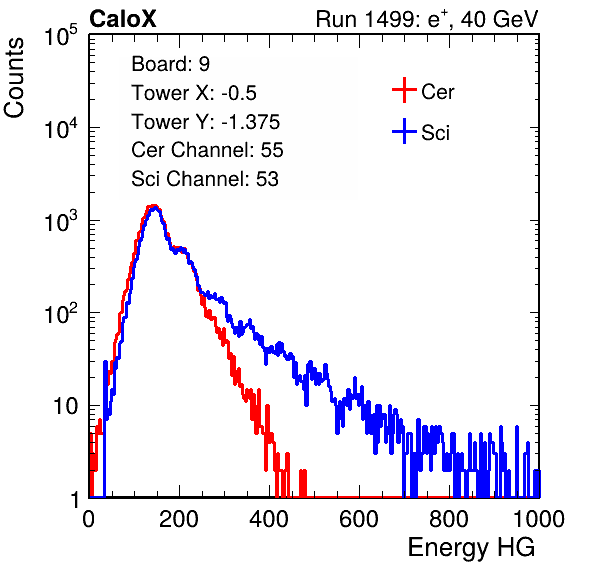 CaloX Run 1499: e⁺, 40 GeV
Counts
Board: 9
Tower X: -0.5
Tower Y: -1.375
Cer Channel: 55
Sci Channel: 53
Cer
Sci
10⁵
10⁴
10³
10²
10
1
0 200 400 600 800 1000
Energy HG